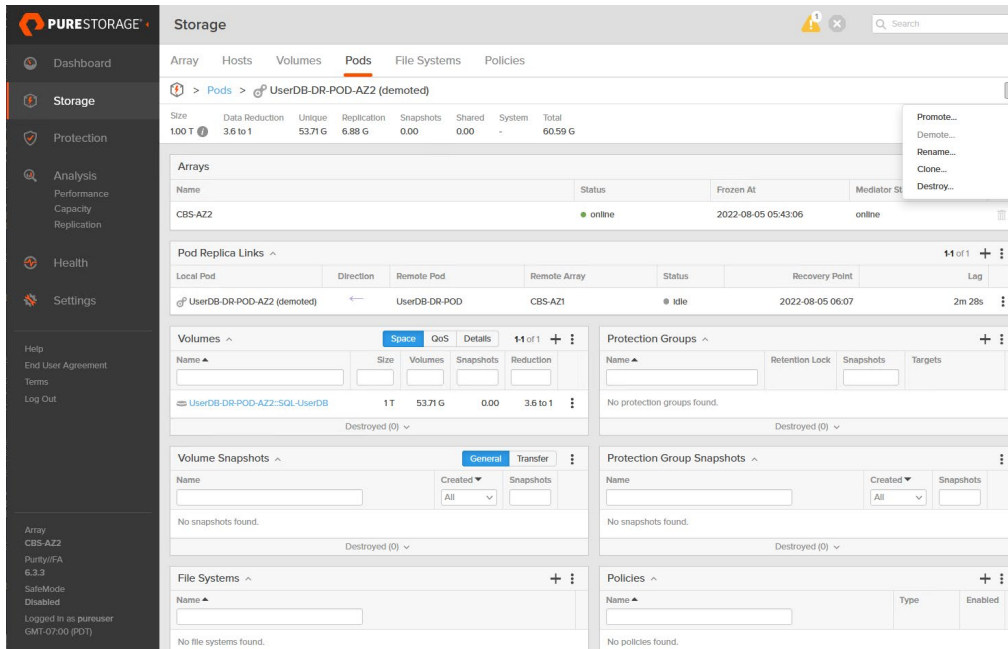 PURESTORAGE®
Storage
1
Search
Dashboard
Storage
Protection
Analysis
Performance
Capacity
Replication
Health
Settings
Help
End User Agreement
Terms
Log Out
Array
CBS-AZ2
Purity//FA
6.3.3
SafeMode
Disabled
Logged in as pureuser
GMT-07:00 (PDT)
Array Hosts Volumes Pods File Systems Policies
> Pods > UserDB-DR-POD-AZ2 (demoted)
Size Data Reduction Unique Replication Snapshots Shared System Total
1.00 T 3.6 to 1 53.71 G 6.88 G 0.00 0.00 - 60.59 G
Promote...
Demote...
Rename...
Clone...
Destroy...
Arrays
Name Status Frozen At Mediator St
CBS-AZ2 online 2022-08-05 05:43:06 online
Pod Replica Links 1-1 of 1
Local Pod Direction Remote Pod Remote Array Status Recovery Point Lag
UserDB-DR-POD-AZ2 (demoted) ← UserDB-DR-POD CBS-AZ1 Idle 2022-08-05 06:07 2m 28s
Volumes Space QoS Details 1-1 of 1
Name Size Volumes Snapshots Reduction
UserDB-DR-POD-AZ2::SQL-UserDB 1 T 53.71 G 0.00 3.6 to 1
Destroyed (0)
Protection Groups
Name Retention Lock Snapshots Targets
No protection groups found.
Destroyed (0)
Volume Snapshots General Transfer
Name Created Snapshots
All
No snapshots found.
Destroyed (0)
Protection Group Snapshots
Name Created Snapshots
All
No snapshots found.
Destroyed (0)
File Systems
Name
No file systems found.
Policies
Name Type Enabled
No policies found.